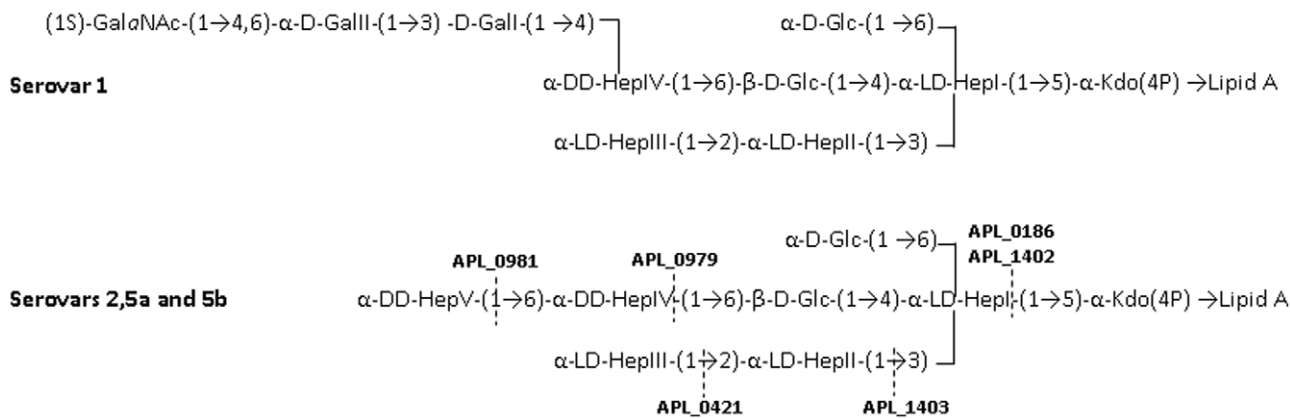 (1S)-GalaNAc-(1→4,6)-α-D-GalII-(1→3) -D-GalI-(1 →4)
α-D-Glc-(1→6)
Serovar 1
α-DD-HepIV-(1→6)-β-D-Glc-(1→4)-α-LD-HepI-(1→5)-α-Kdo(4P) →Lipid A
α-LD-HepIII-(1→2)-α-LD-HepII-(1→3)
α-D-Glc-(1 →6)
APL_0186
APL_0981
APL_0979
APL_1402
Serovars 2,5a and 5b
α-DD-HepV-(1→6)-α-DD-HepIV-(1→6)-β-D-Glc-(1→4)-α-LD-HepI-(1→5)-α-Kdo(4P) →Lipid A
α-LD-HepIII-(1→2)-α-LD-HepII-(1→3)
APL_0421
APL_1403